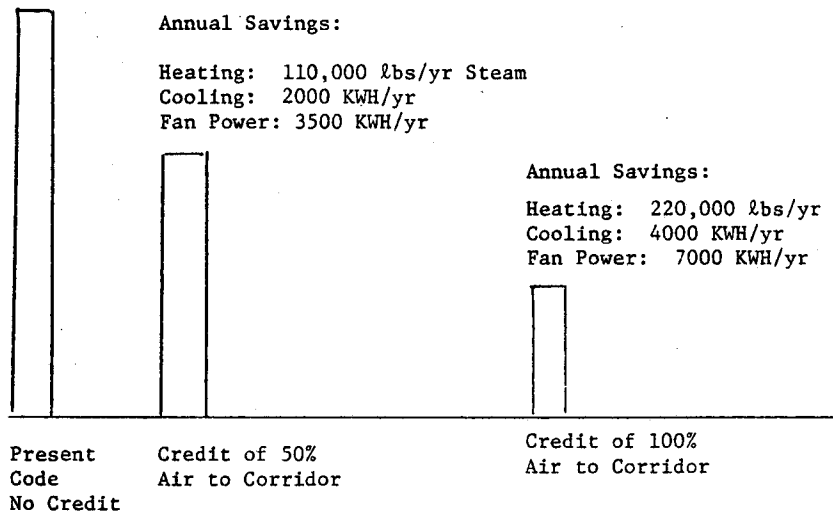 Annual Savings:
Heating: 110,000 ℓbs/yr Steam
Cooling: 2000 KWH/yr
Fan Power: 3500 KWH/yr
Annual Savings:
Heating: 220,000 ℓbs/yr
Cooling: 4000 KWH/yr
Fan Power: 7000 KWH/yr
Present
Code
No Credit
Credit of 50%
Air to Corridor
Credit of 100%
Air to Corridor